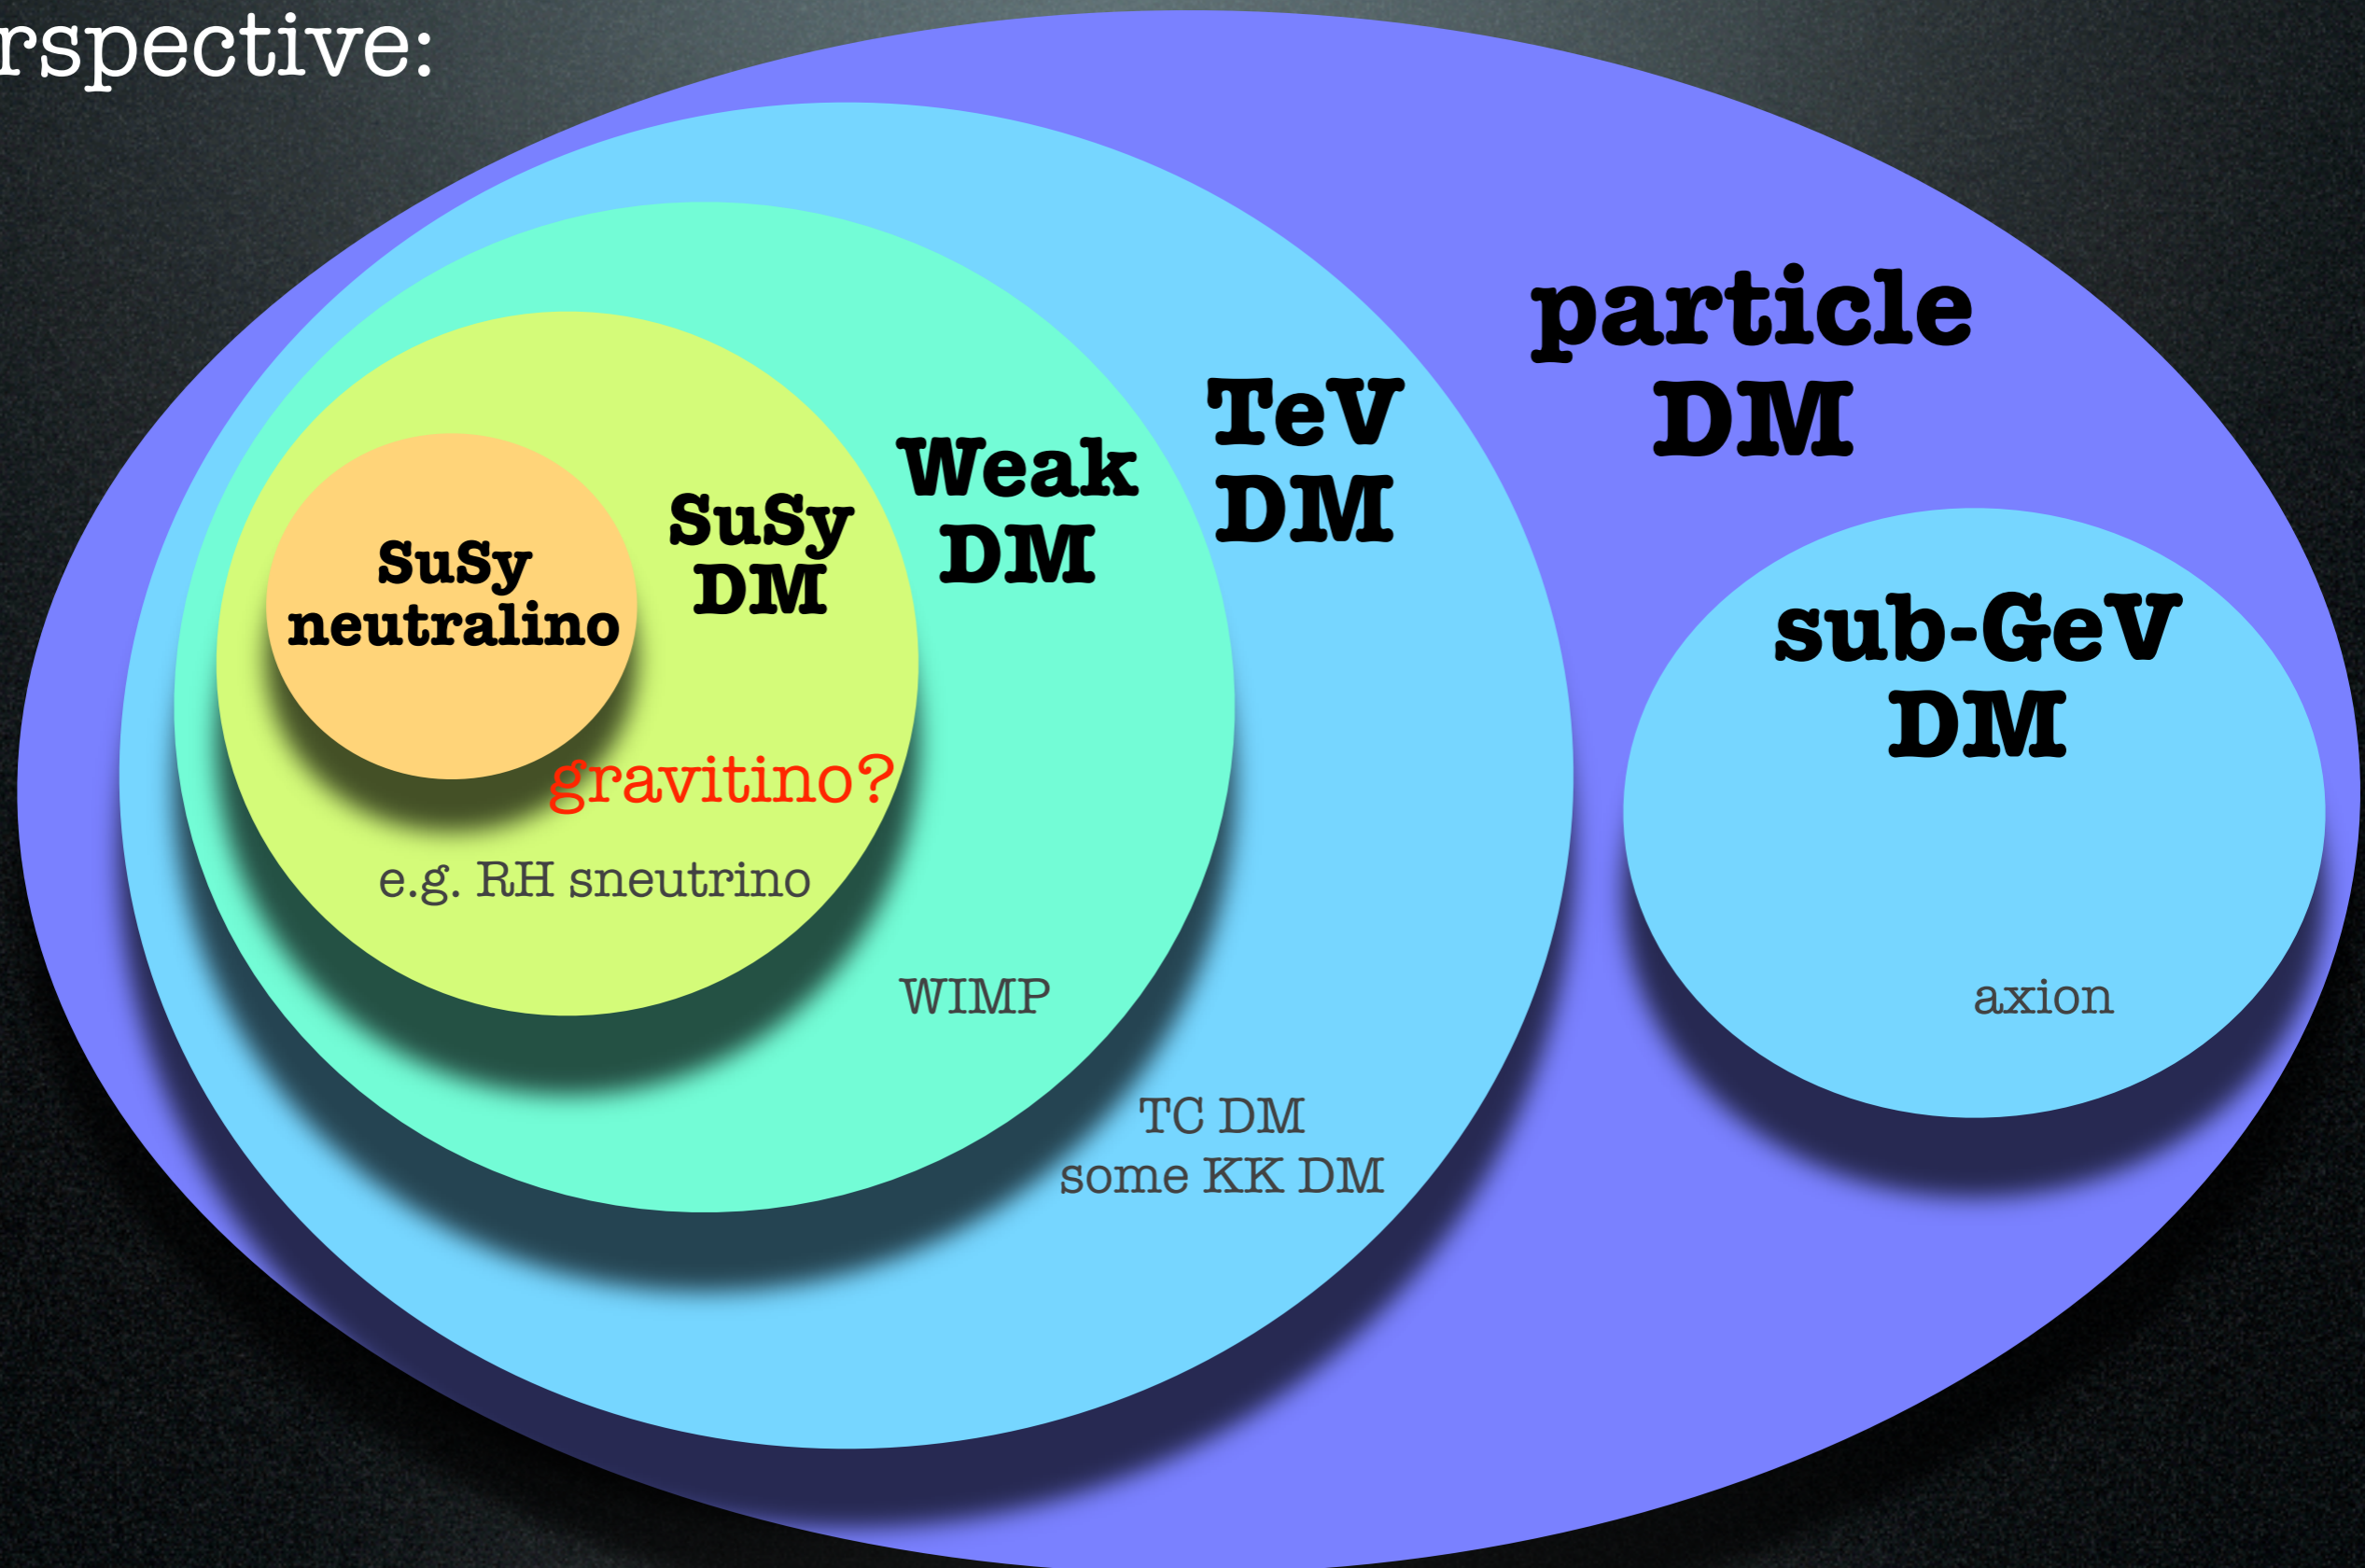 rspective:
particle
DM
TeV
DM
Weak
DM
SuSy
DM
SuSy
neutralino
sub-GeV
DM
gravitino?
e.g. RH sneutrino
WIMP
axion
TC DM
some KK DM